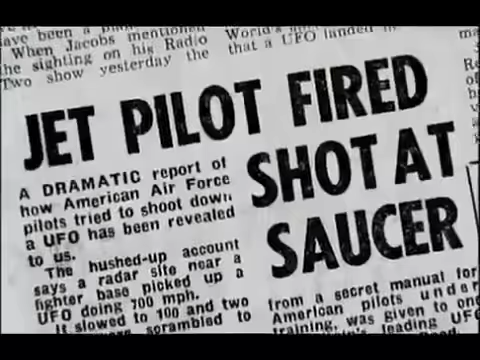 have been a
When Jacobs mentioned
the sighting on his Radio
Two show yesterday the
World's
that a UFO landed in
JET PILOT FIRED
SHOT AT
SAUCER
A DRAMATIC report of
how American Air Force
pilots tried to shoot down
a UFO has been revealed
to us.
The hushed-up account
says a radar site near a
fighter base picked up a
UFO doing 700 mph.
It slowed to 100 and two
were scrambled to
from a secret manual for
American pilots under
training, was given to one
leading UFO